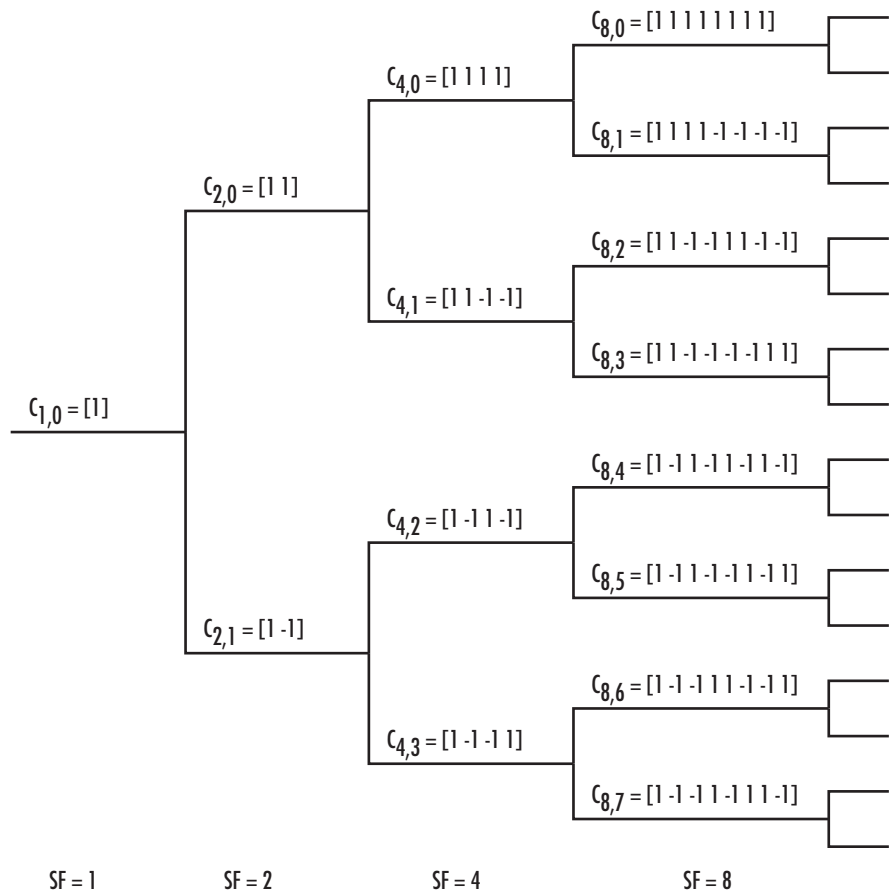 C8,0 = [1 1 1 1 1 1 1 1]
C4,0 = [1 1 1 1]
C8,1 = [1 1 1 1 -1 -1 -1 -1]
C2,0 = [1 1]
C8,2 = [1 1 -1 -1 1 1 -1 -1]
C4,1 = [1 1 -1 -1]
C8,3 = [1 1 -1 -1 -1 -1 1 1]
C1,0 = [1]
C8,4 = [1 -1 1 -1 1 -1 1 -1]
C4,2 = [1 -1 1 -1]
C8,5 = [1 -1 1 -1 -1 1 -1 1]
C2,1 = [1 -1]
C8,6 = [1 -1 -1 1 1 -1 -1 1]
C4,3 = [1 -1 -1 1]
C8,7 = [1 -1 -1 1 -1 1 1 -1]
SF = 1 SF = 2 SF = 4 SF = 8